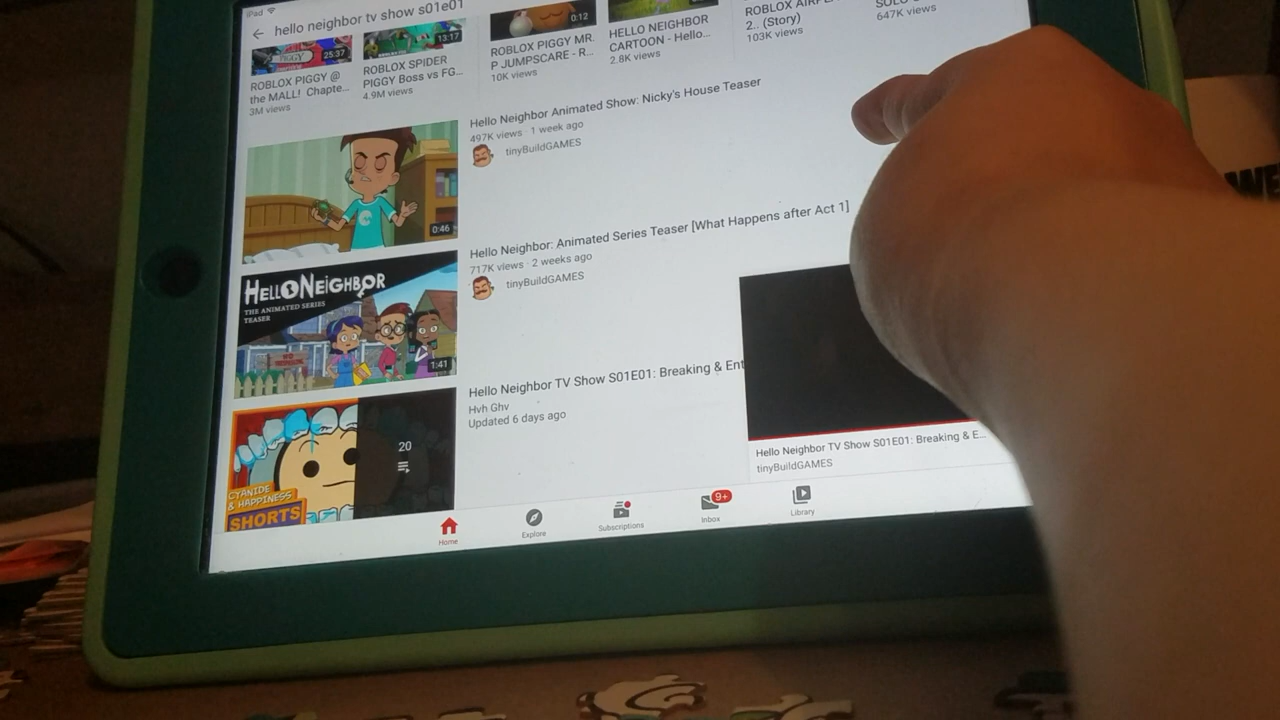 iPad
hello neighbor tv show s01e01
25:37
13:17
0:12
PIGGY
ROBLOX PIGGY @
the MALL! Chapte...
3M views
ROBLOX SPIDER
PIGGY Boss vs FG...
4.9M views
ROBLOX PIGGY MR.
P JUMPSCARE - R...
10K views
HELLO NEIGHBOR
CARTOON - Hello...
2.8K views
2.. (Story)
103K views
647K views
Hello Neighbor Animated Show: Nicky's House Teaser
497K views · 1 week ago
tinyBuildGAMES
0:46
Hello Neighbor: Animated Series Teaser [What Happens after Act 1]
717K views · 2 weeks ago
tinyBuildGAMES
HELLO NEIGHBOR
THE ANIMATED SERIES
TEASER
1:41
Hello Neighbor TV Show S01E01: Breaking & Ent
Hvh Ghv
Updated 6 days ago
20
CYANIDE
& HAPPINESS
SHORTS
Hello Neighbor TV Show S01E01: Breaking & E...
tinyBuildGAMES
Home
Explore
Subscriptions
9+
Inbox
Library